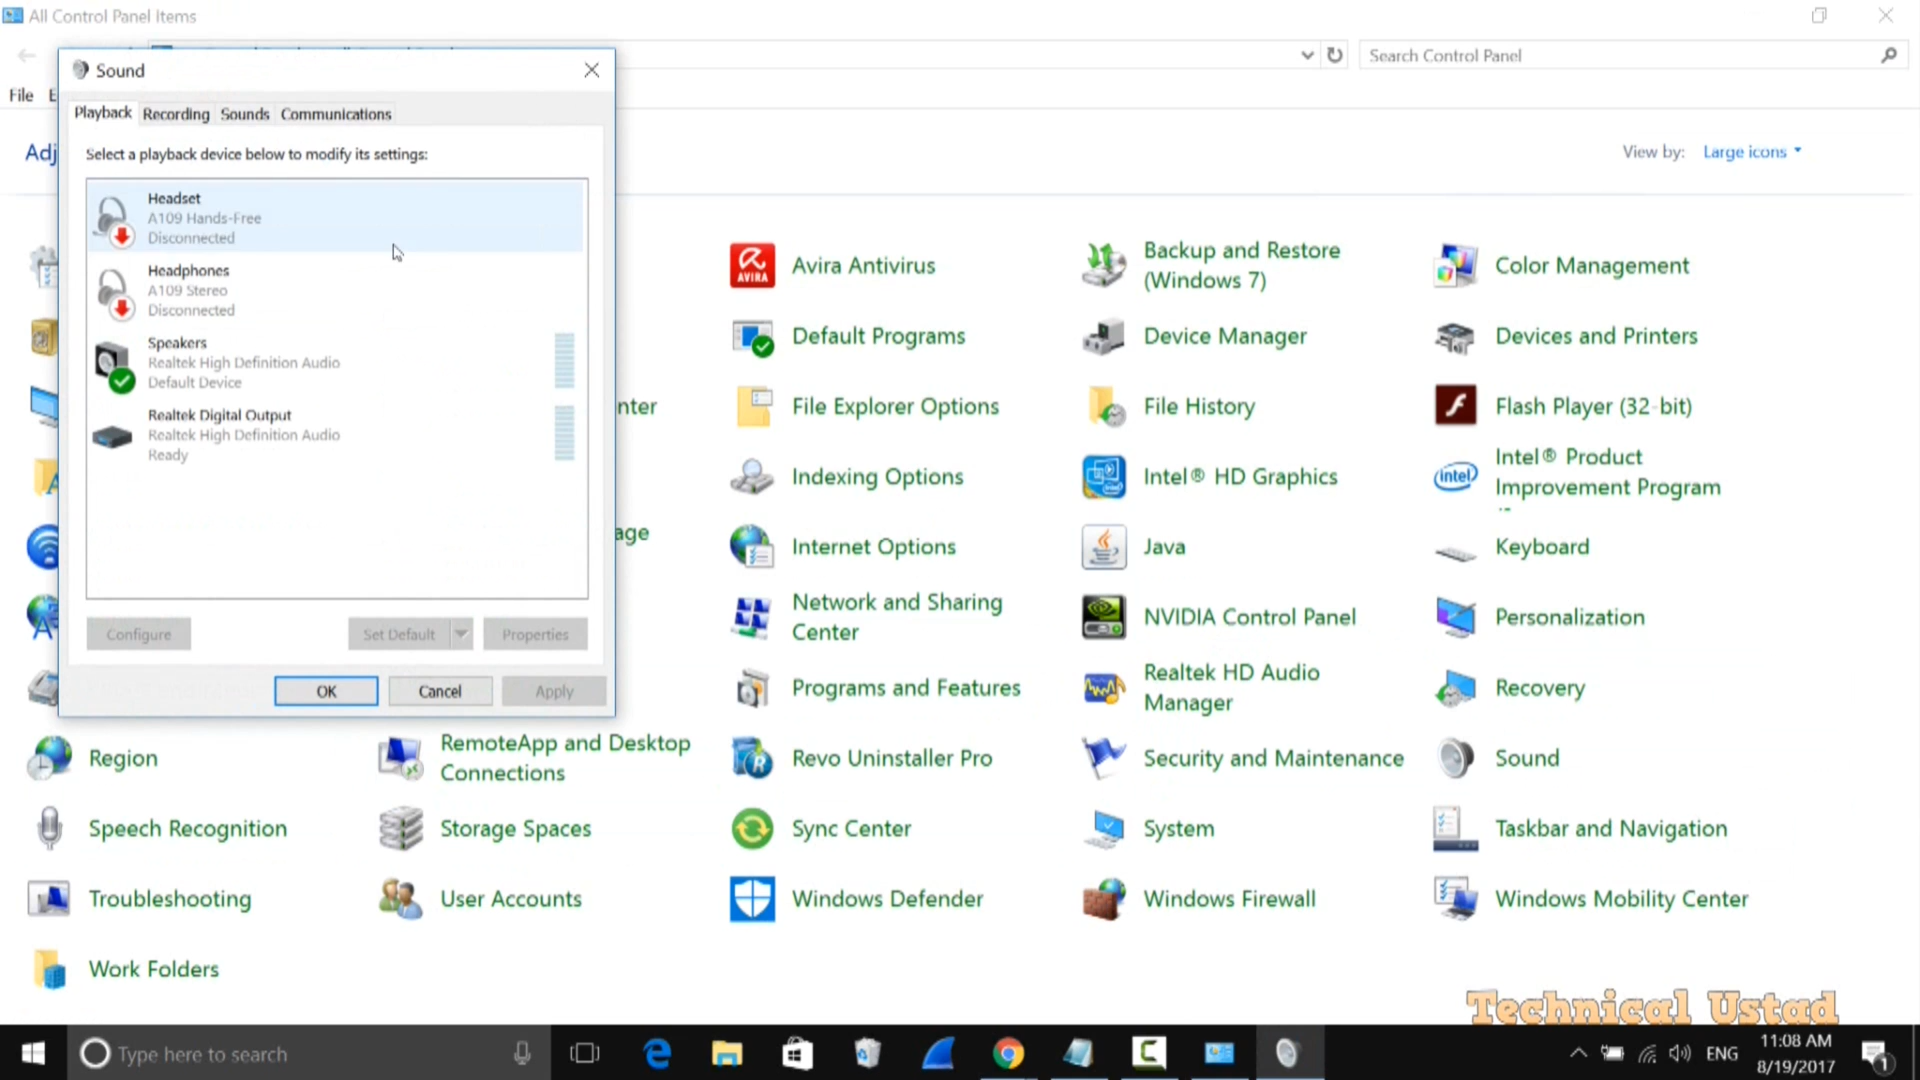 All Control Panel Items
Search Control Panel
Sound
File E
Playback Recording Sounds Communications
Adj
Select a playback device below to modify its settings:
View by: Large icons
Headset
A109 Hands-Free
Disconnected
Headphones
A109 Stereo
Disconnected
Speakers
Realtek High Definition Audio
Default Device
Realtek Digital Output
Realtek High Definition Audio
Ready
Configure Set Default Properties
OK Cancel Apply
Avira Antivirus
AVIRA
Backup and Restore
(Windows 7)
Color Management
Default Programs
Device Manager
Devices and Printers
nter
File Explorer Options
File History
Flash Player (32-bit)
Indexing Options
Intel® HD Graphics
intel
Intel® Product
Improvement Program
age
Internet Options
Java
Keyboard
Network and Sharing
Center
NVIDIA Control Panel
Personalization
Programs and Features
Realtek HD Audio
Manager
Recovery
Region
RemoteApp and Desktop
Connections
Revo Uninstaller Pro
Security and Maintenance
Sound
Speech Recognition
Storage Spaces
Sync Center
System
Taskbar and Navigation
Troubleshooting
User Accounts
Windows Defender
Windows Firewall
Windows Mobility Center
Work Folders
Technical Ustad
Type here to search
ENG
11:08 AM
8/19/2017
1